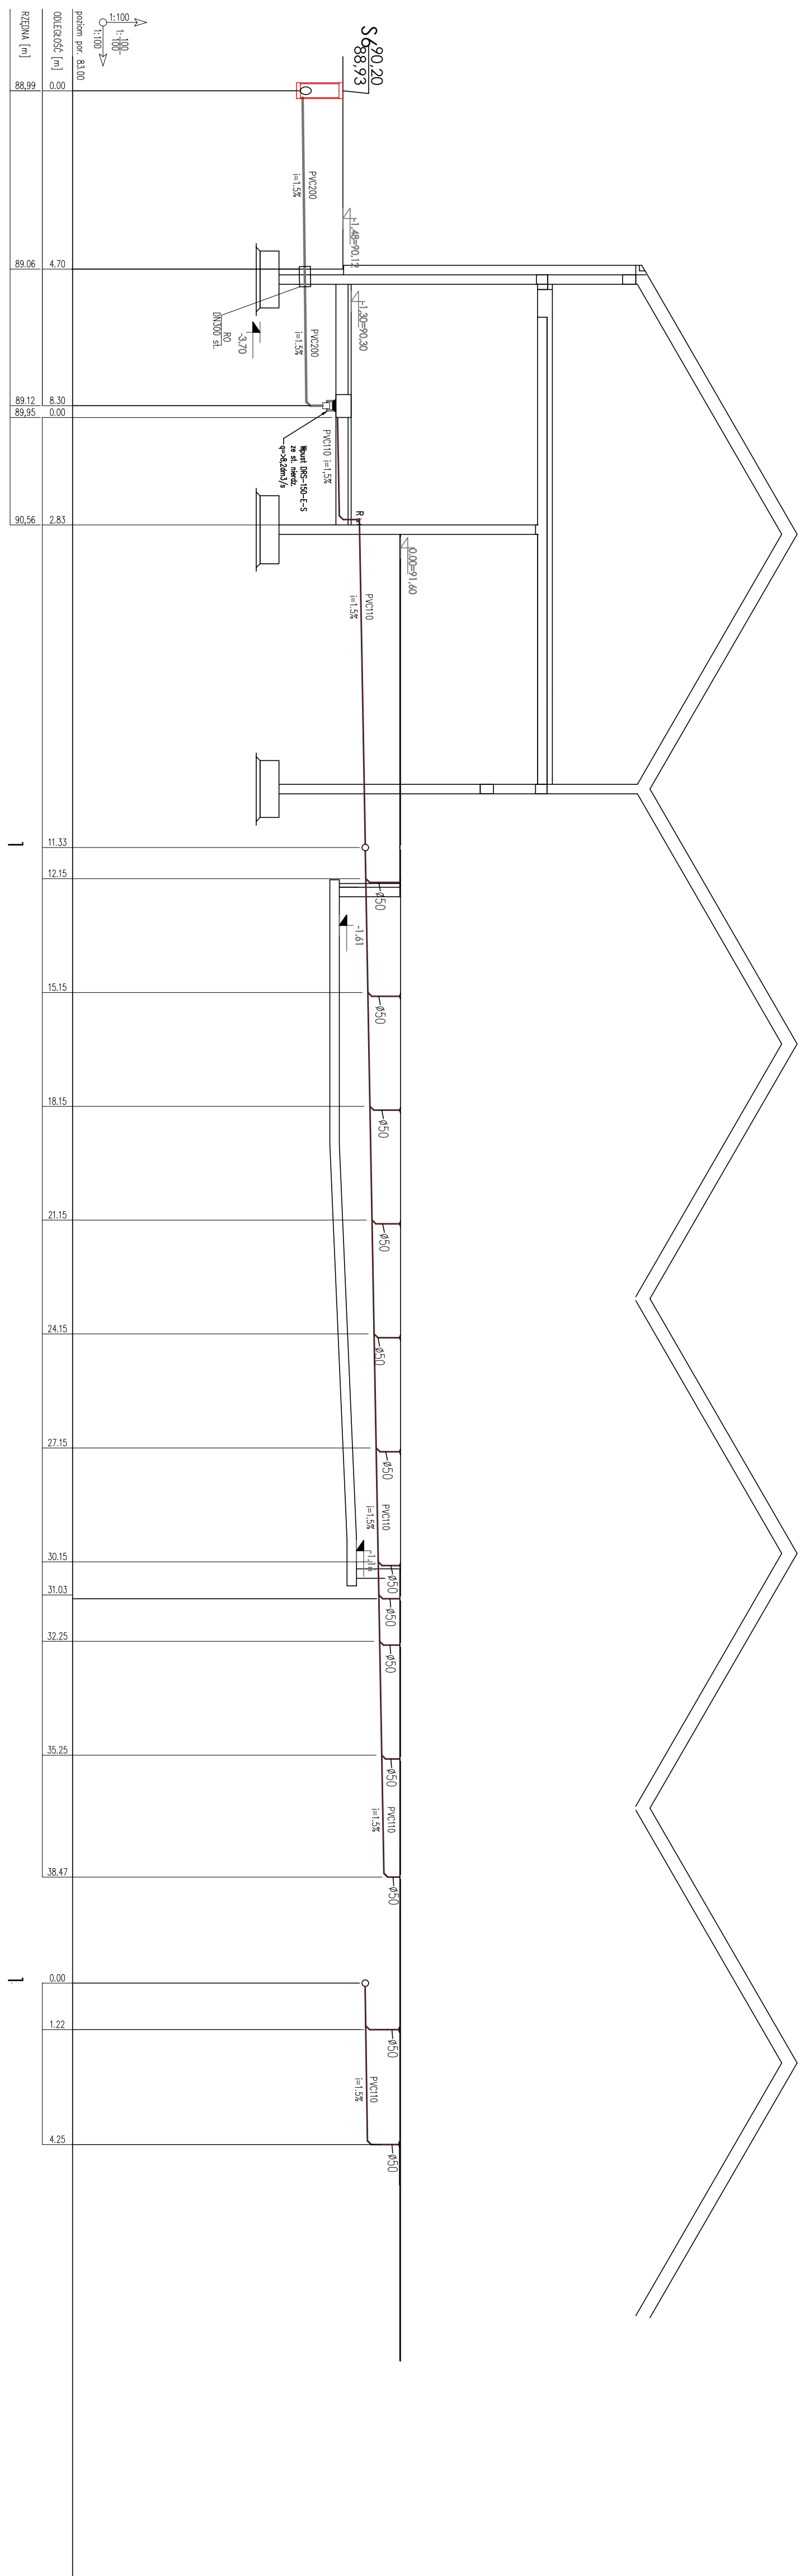 S6
90,20
88,93
1:100
1:100
100
1:100
poziom por. 83.00
ODLEGŁOŚĆ [m]
RZĘDNA [m]
0.00
88,99
4.70
89.06
8.30
89.12
0.00
89,95
2.83
90,56
11.33
12.15
15.15
18.15
21.15
24.15
27.15
30.15
31.03
32.25
35.25
38.47
0.00
1.22
4.25
PVC200
i=1.5%
-1,48=90,12
-1,30=90,30
PVC200
i=1.5%
RO
DN300 st.
-3,70
PVC110 i=1,5%
Wpust DRS-150-E-S
ze st. nierdz.
q=>8,2dm3/s
R
0,00=91,60
PVC110
i=1.5%
ø50
-1,61
ø50
ø50
ø50
ø50
ø50
PVC110
i=1.5%
-1,16
ø50
ø50
ø50
ø50
PVC110
i=1.5%
ø50
ø50
PVC110
i=1.5%
ø50
1
1